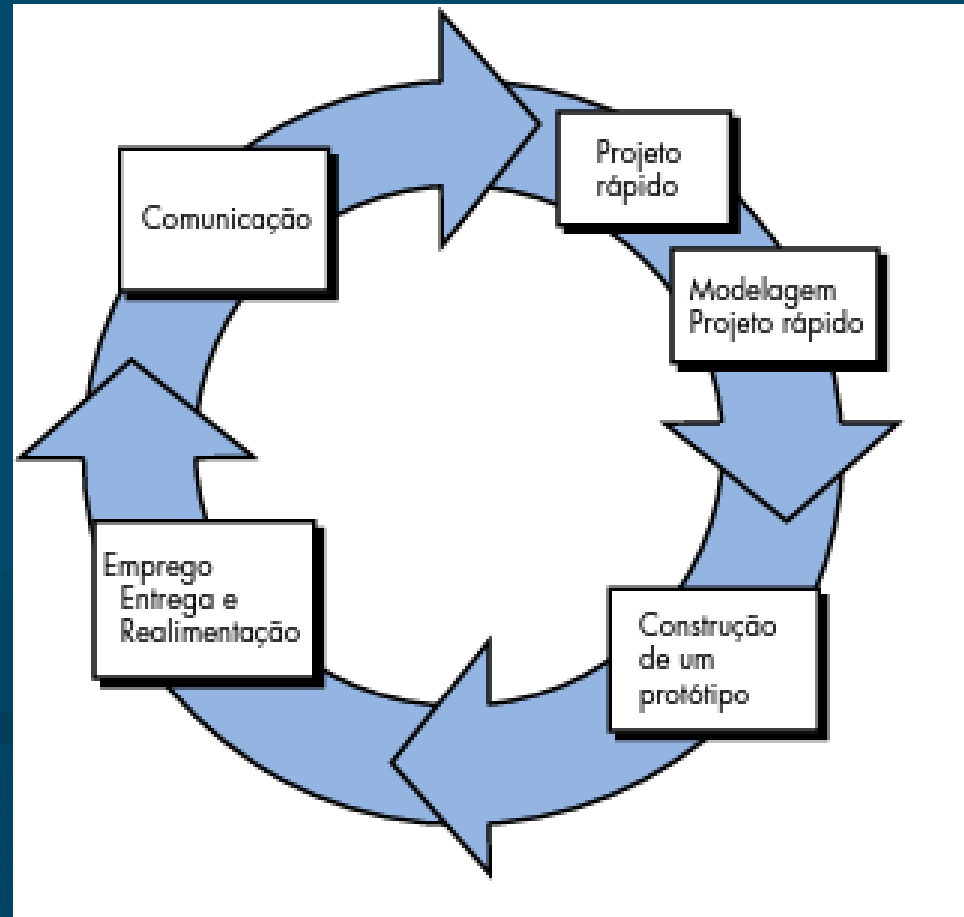 Comunicação
Projeto
rápido
Modelagem
Projeto rápido
Construção
de um
protótipo
Emprego
Entrega e
Realimentação